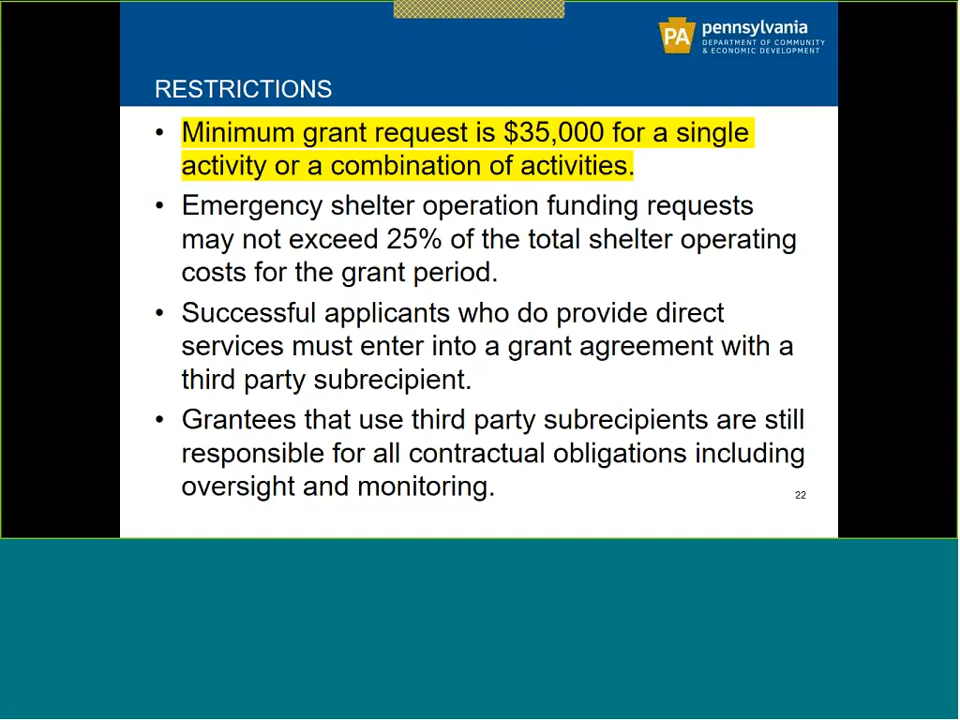 PA pennsylvania
DEPARTMENT OF COMMUNITY
& ECONOMIC DEVELOPMENT
RESTRICTIONS
• Minimum grant request is $35,000 for a single
activity or a combination of activities.
• Emergency shelter operation funding requests
may not exceed 25% of the total shelter operating
costs for the grant period.
• Successful applicants who do provide direct
services must enter into a grant agreement with a
third party subrecipient.
• Grantees that use third party subrecipients are still
responsible for all contractual obligations including
oversight and monitoring.
22